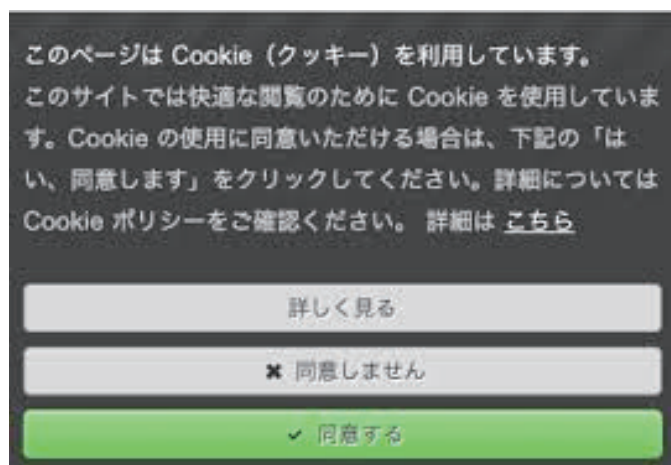 このページは Cookie（クッキー）を利用しています。
このサイトでは快適な閲覧のために Cookie を使用していま
す。Cookie の使用に同意いただける場合は、下記の「は
い、同意します」をクリックしてください。詳細については
Cookie ポリシーをご確認ください。 詳細は こちら
詳しく見る
✖ 同意しません
✓ 同意する